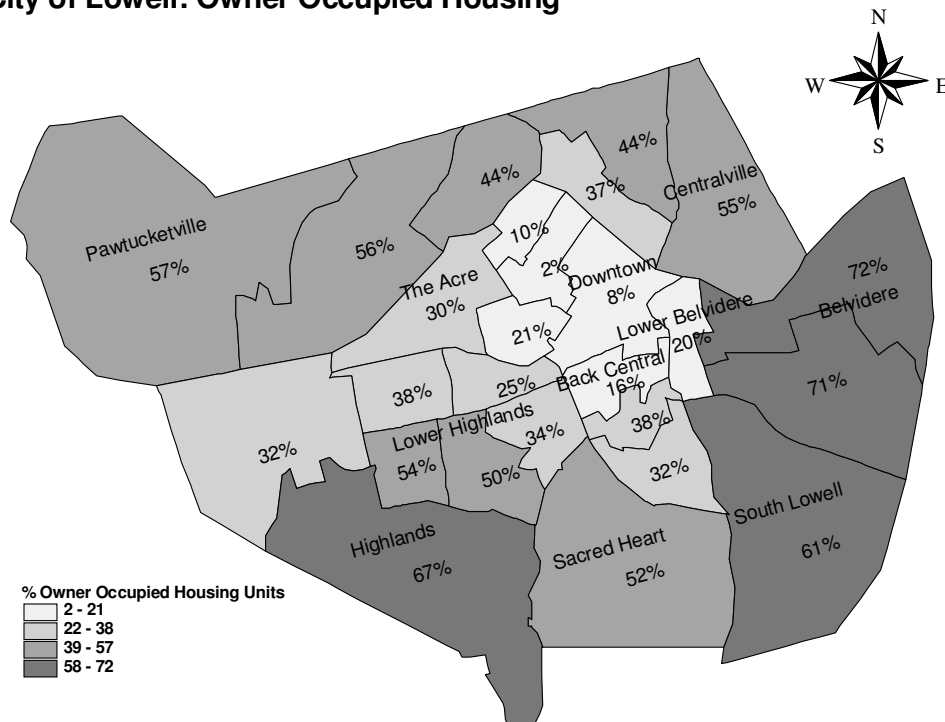 City of Lowell: Owner Occupied Housing
N
W
E
S
44%
44%
37%
Centralville
55%
Pawtucketville
57%
56%
10%
2%
Downtown
8%
The Acre
30%
21%
Lower Belvidere
20%
72%
Belvidere
71%
Back Central
16%
38%
25%
38%
32%
Lower Highlands
34%
54%
50%
32%
South Lowell
61%
Highlands
67%
Sacred Heart
52%
% Owner Occupied Housing Units
2 - 21
22 - 38
39 - 57
58 - 72